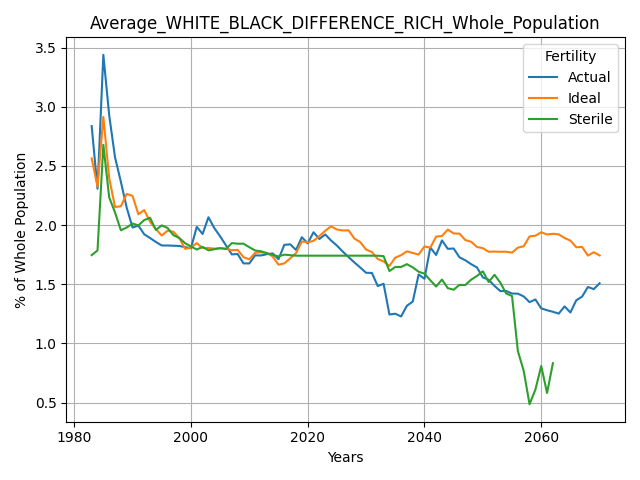 Average_WHITE_BLACK_DIFFERENCE_RICH_Whole_Population
3.5
3.0
2.5
2.0
1.5
1.0
0.5
% of Whole Population
Fertility
Actual
Ideal
Sterile
1980
2000
2020
2040
2060
Years